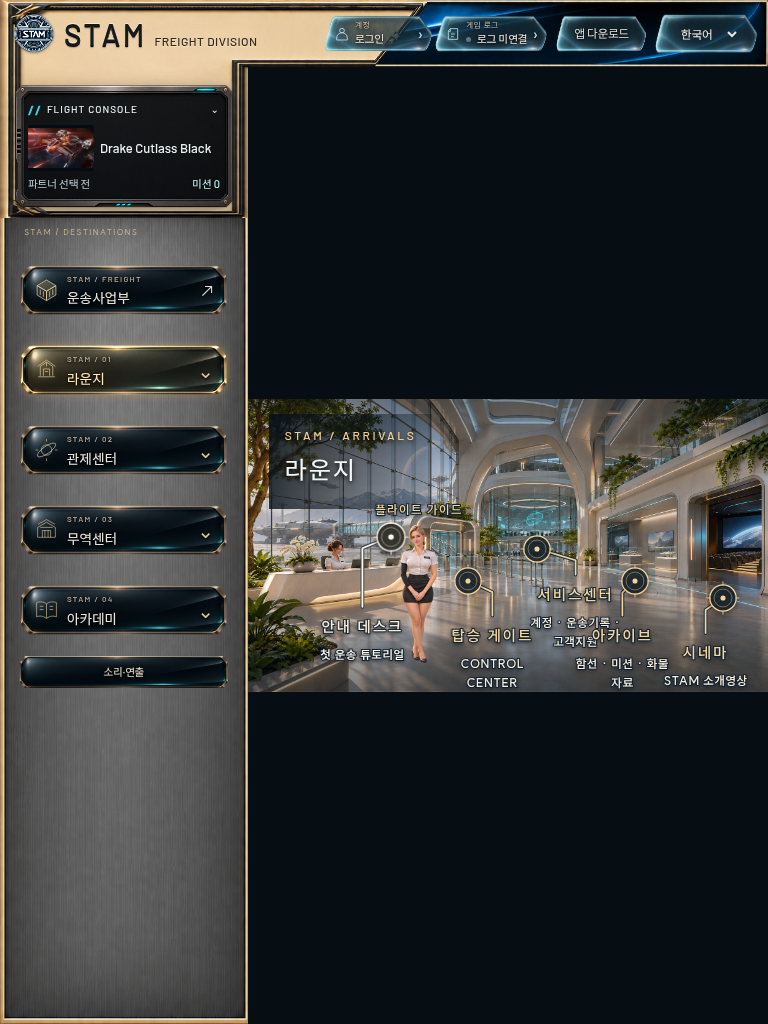 STAM
STAM FREIGHT DIVISION
계정
로그인
게임 로그
로그 미연결
앱 다운로드
한국어
// FLIGHT CONSOLE
Drake Cutlass Black
파트너 선택 전
미션 0
STAM / DESTINATIONS
STAM / FREIGHT
운송사업부
STAM / 01
라운지
STAM / 02
관제센터
STAM / 03
무역센터
STAM / 04
아카데미
소리·연출
STAM / ARRIVALS
라운지
플라이트 가이드
안내 데스크
첫 운송 튜토리얼
탑승 게이트
CONTROL
CENTER
서비스센터
계정 · 운송기록 ·
고객지원
아카이브
함선 · 미션 · 화물
자료
시네마
STAM 소개영상